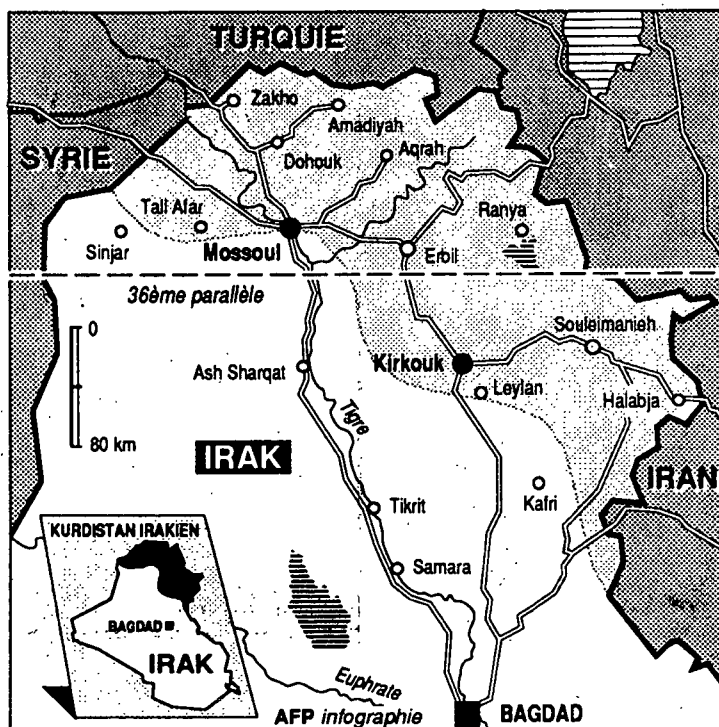 TURQUIE
Zakho
Amadiyah
SYRIE
Dohouk
Aqrah
Tall Afar
Ranya
Sinjar
Mossoul
Erbil
36ème parallèle
0
Souleimanieh
Ash Sharqat
Kirkouk
Leylan
Halabja
Tigre
80 km
IRAK
IRAN
Kafri
Tikrit
KURDISTAN IRAKIEN
Samara
BAGDAD
IRAK
Euphrate
AFP infographie
BAGDAD